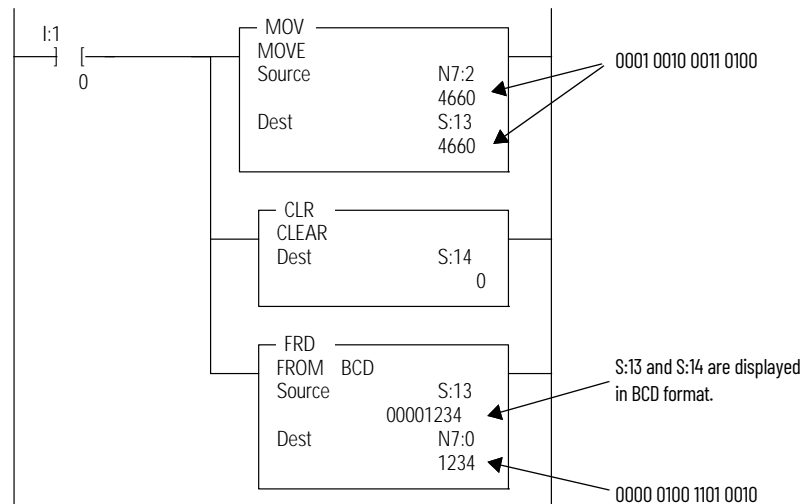 I:1
] [
0
MOV
MOVE
Source N7:2
4660
Dest S:13
4660
0001 0010 0011 0100
CLR
CLEAR
Dest S:14
0
FRD
FROM BCD
Source S:13
00001234
Dest N7:0
1234
S:13 and S:14 are displayed
in BCD format.
0000 0100 1101 0010